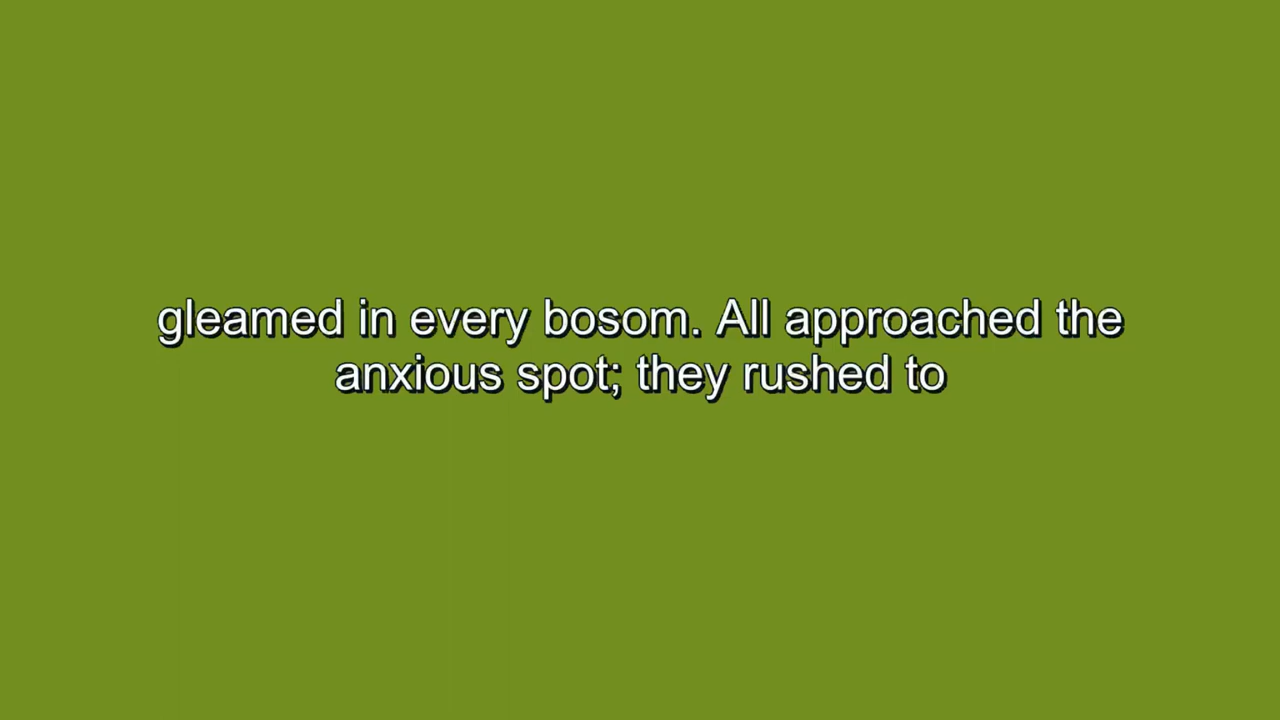 gleamed in every bosom. All approached the
anxious spot; they rushed to